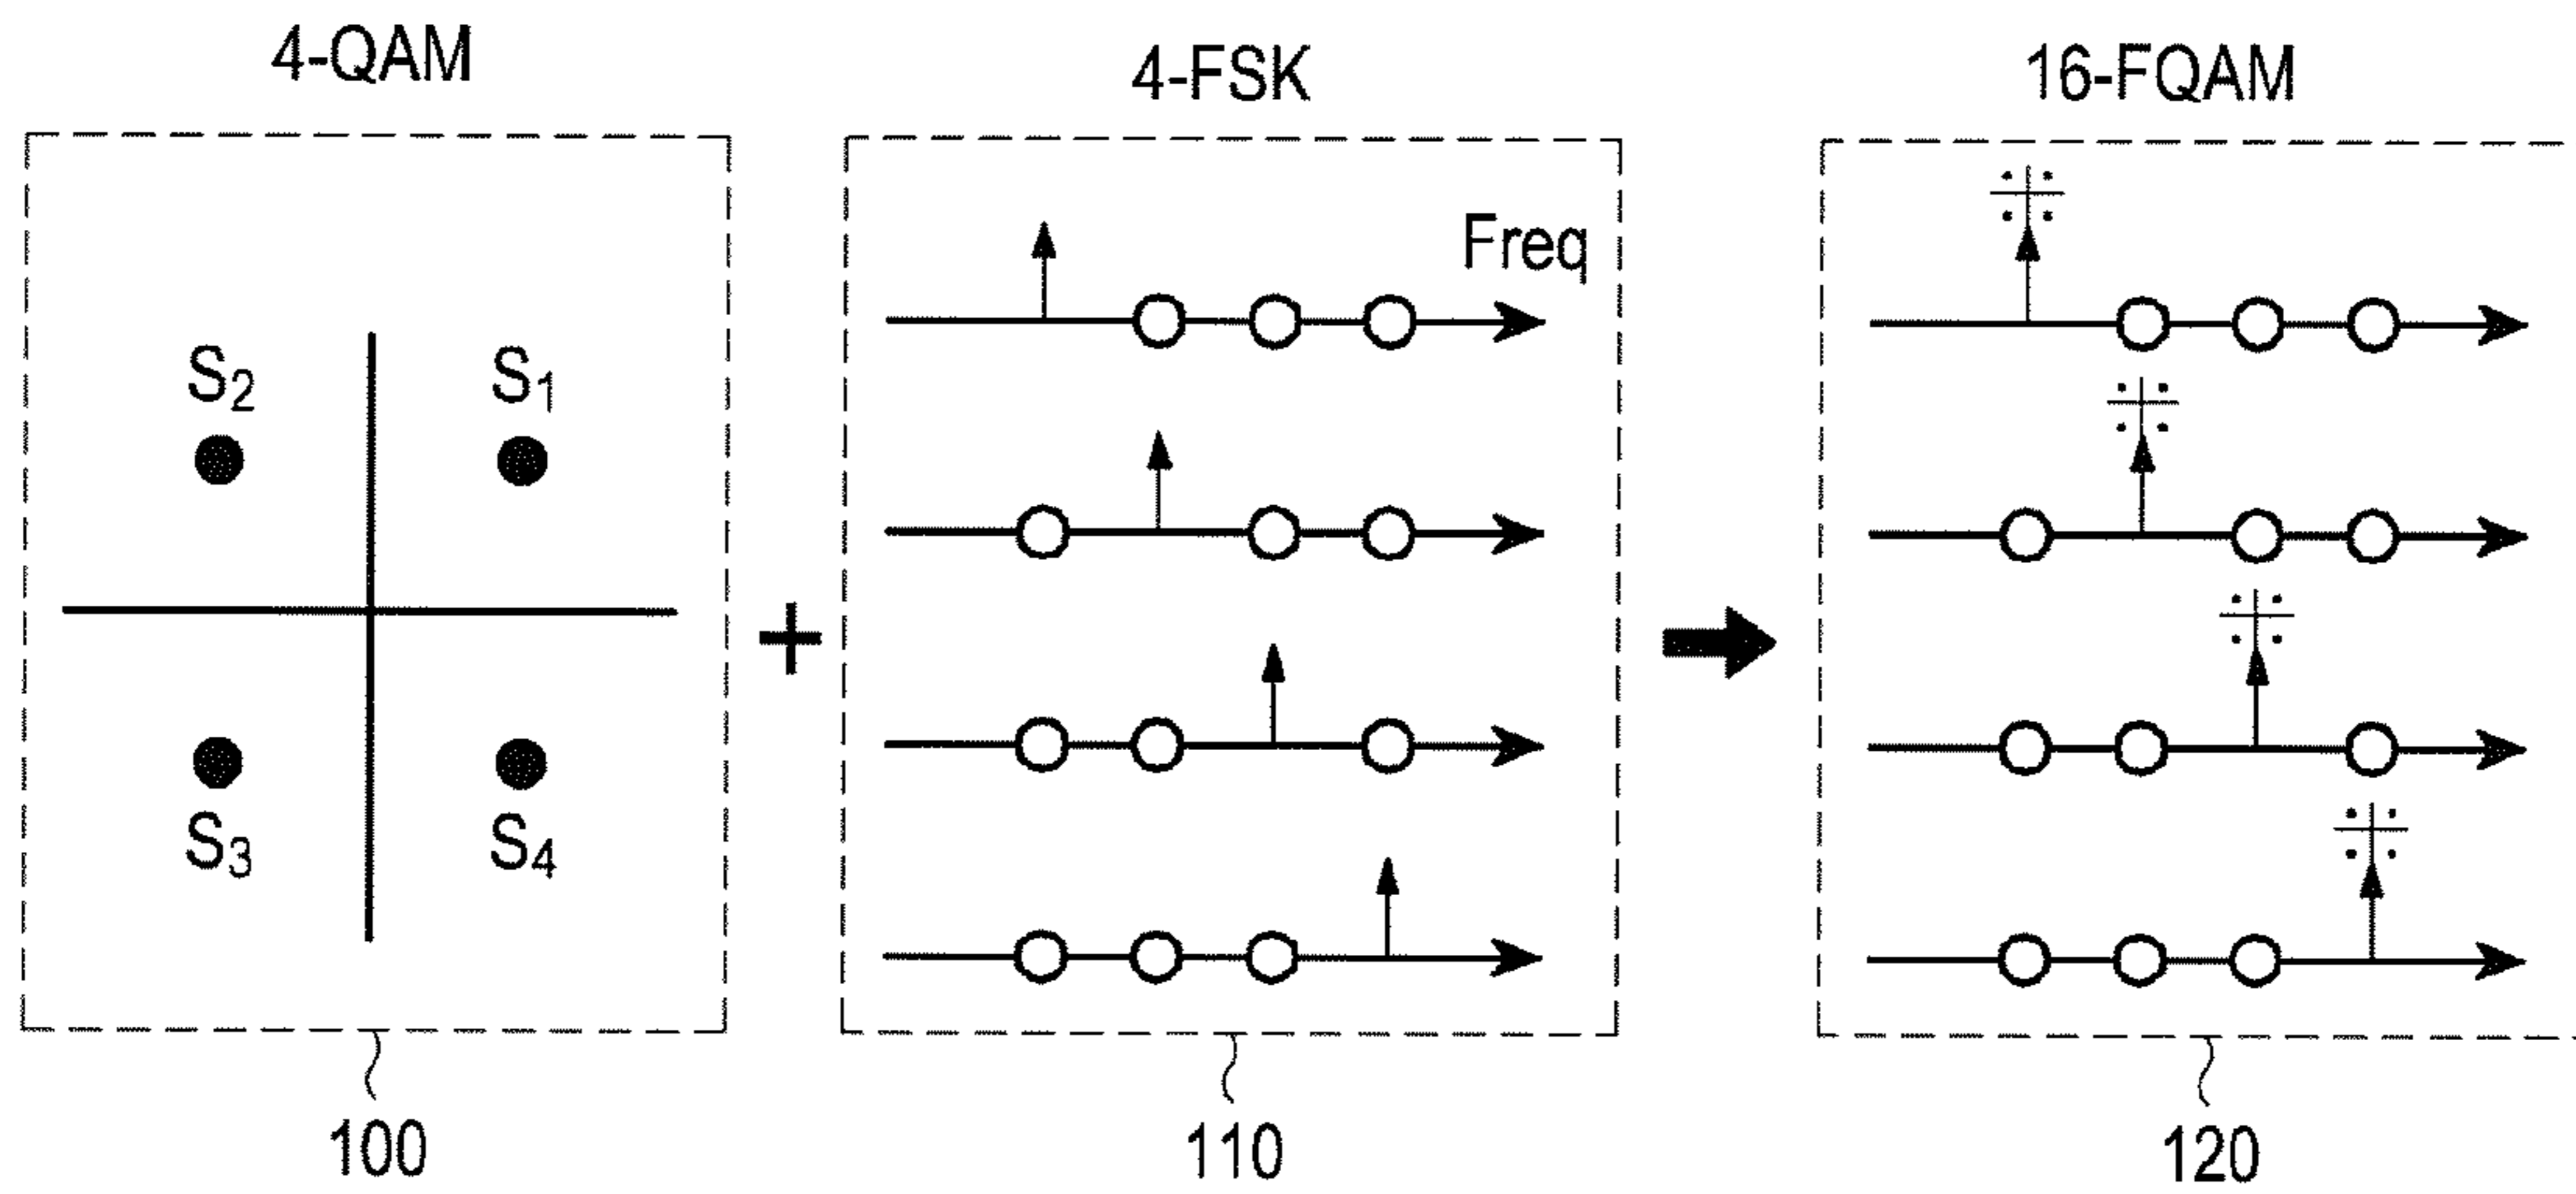 4-QAM
4-FSK
16-FQAM
Freq
S₂
S₁
S₃
S₄
+
100
110
120